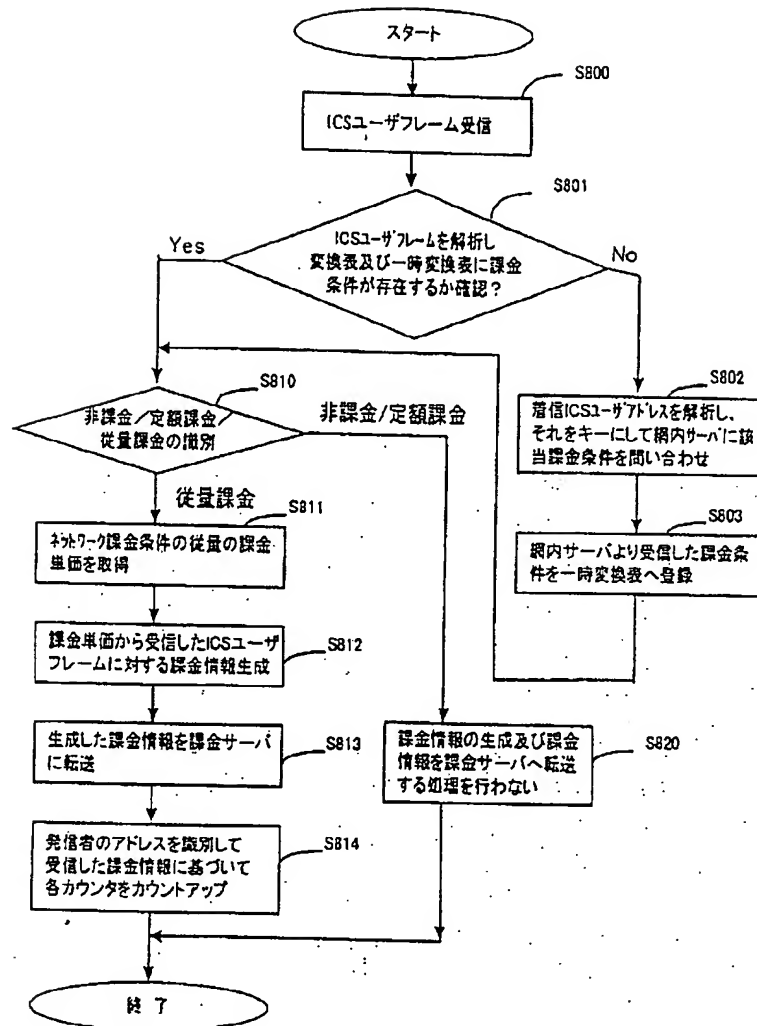 スタート
S800
ICSユーザフレーム受信
S801
ICSユーザフレームを解析し
変換表及び一時変換表に課金
条件が存在するか確認?
Yes
No
S810
非課金/定額課金/
従量課金の識別
非課金/定額課金
従量課金
S802
着信ICSユーザアドレスを解析し、
それをキーにして網内サーバに該
当課金条件を問い合わせ
S811
ネットワーク課金条件の従量の課金
単価を取得
S803
網内サーバより受信した課金条
件を一時変換表へ登録
課金単価から受信したICSユーザ
フレームに対する課金情報生成
S812
生成した課金情報を課金サーバ
に転送
S813
課金情報の生成及び課金
情報を課金サーバへ転送
する処理を行わない
S820
発信者のアドレスを識別して
受信した課金情報に基づいて
各カウンタをカウントアップ
S814
終了